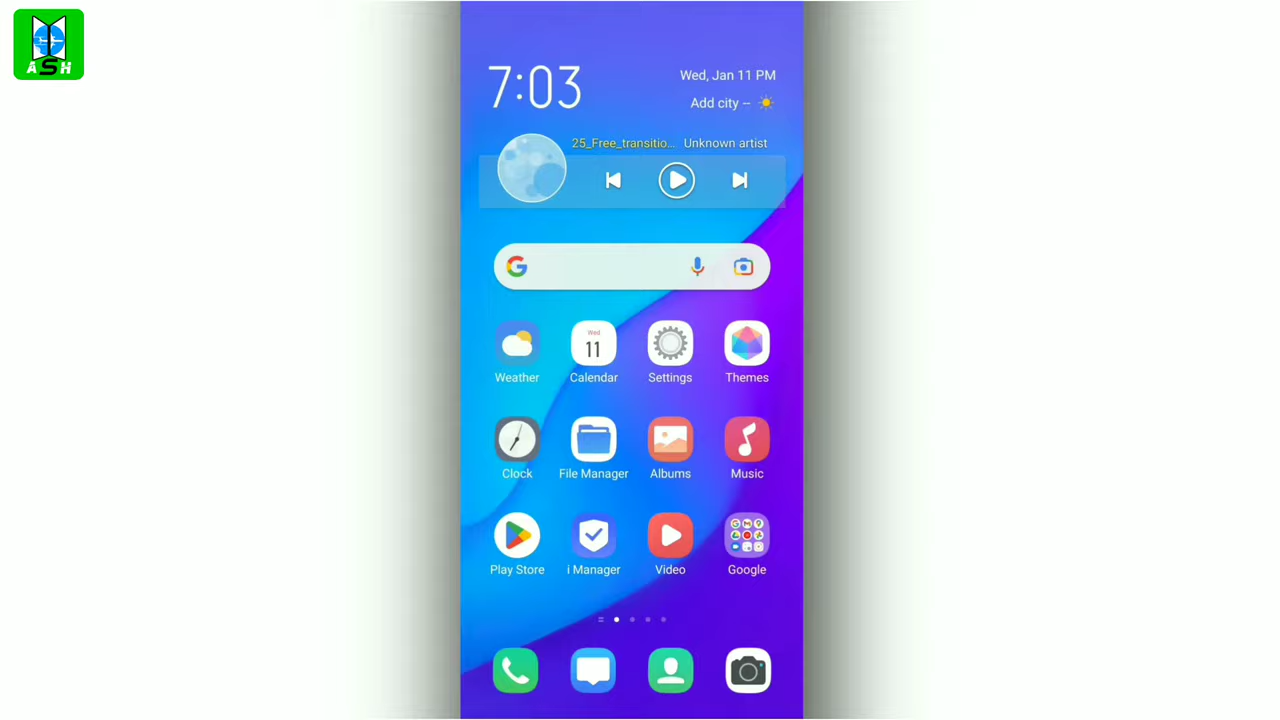 ASH
7:03
Wed, Jan 11 PM
Add city --
25_Free_transitio... Unknown artist
Wed
11
Weather
Calendar
Settings
Themes
Clock
File Manager
Albums
Music
Play Store
i Manager
Video
Google